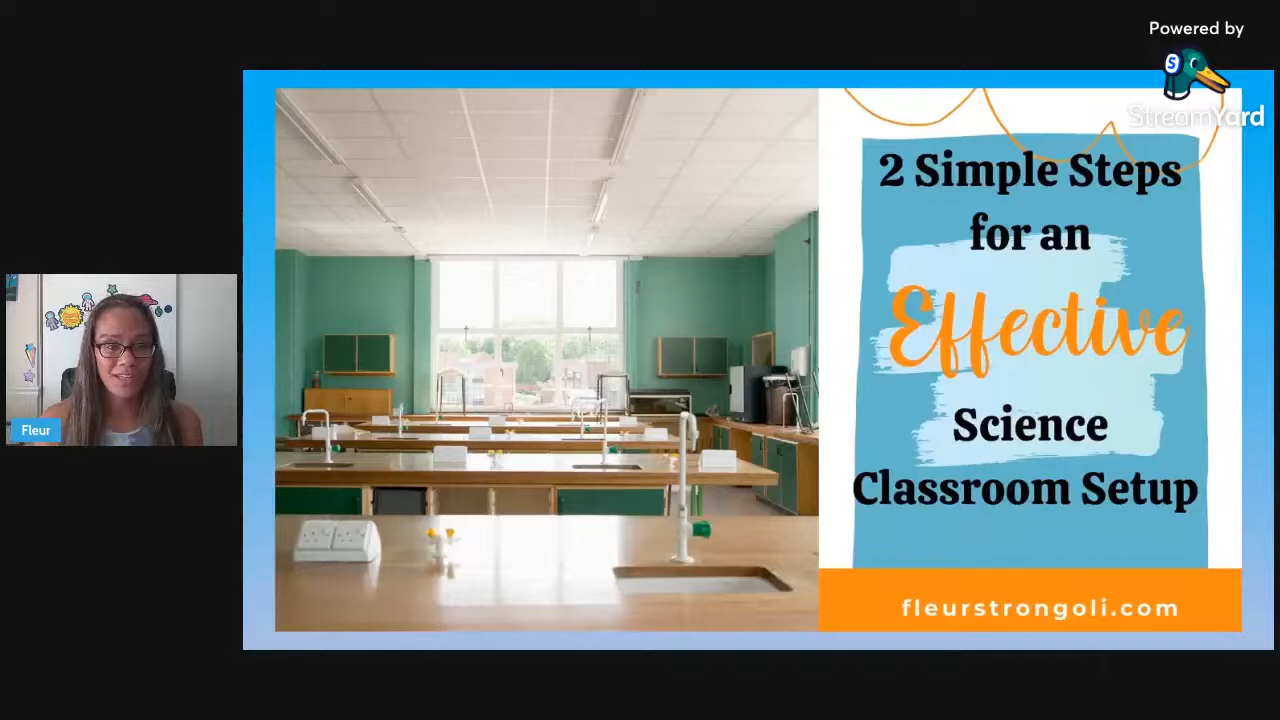 Powered by
StreamYard
2 Simple Steps
for an
Effective
Science
Classroom Setup
fleurstrongoli.com
Fleur